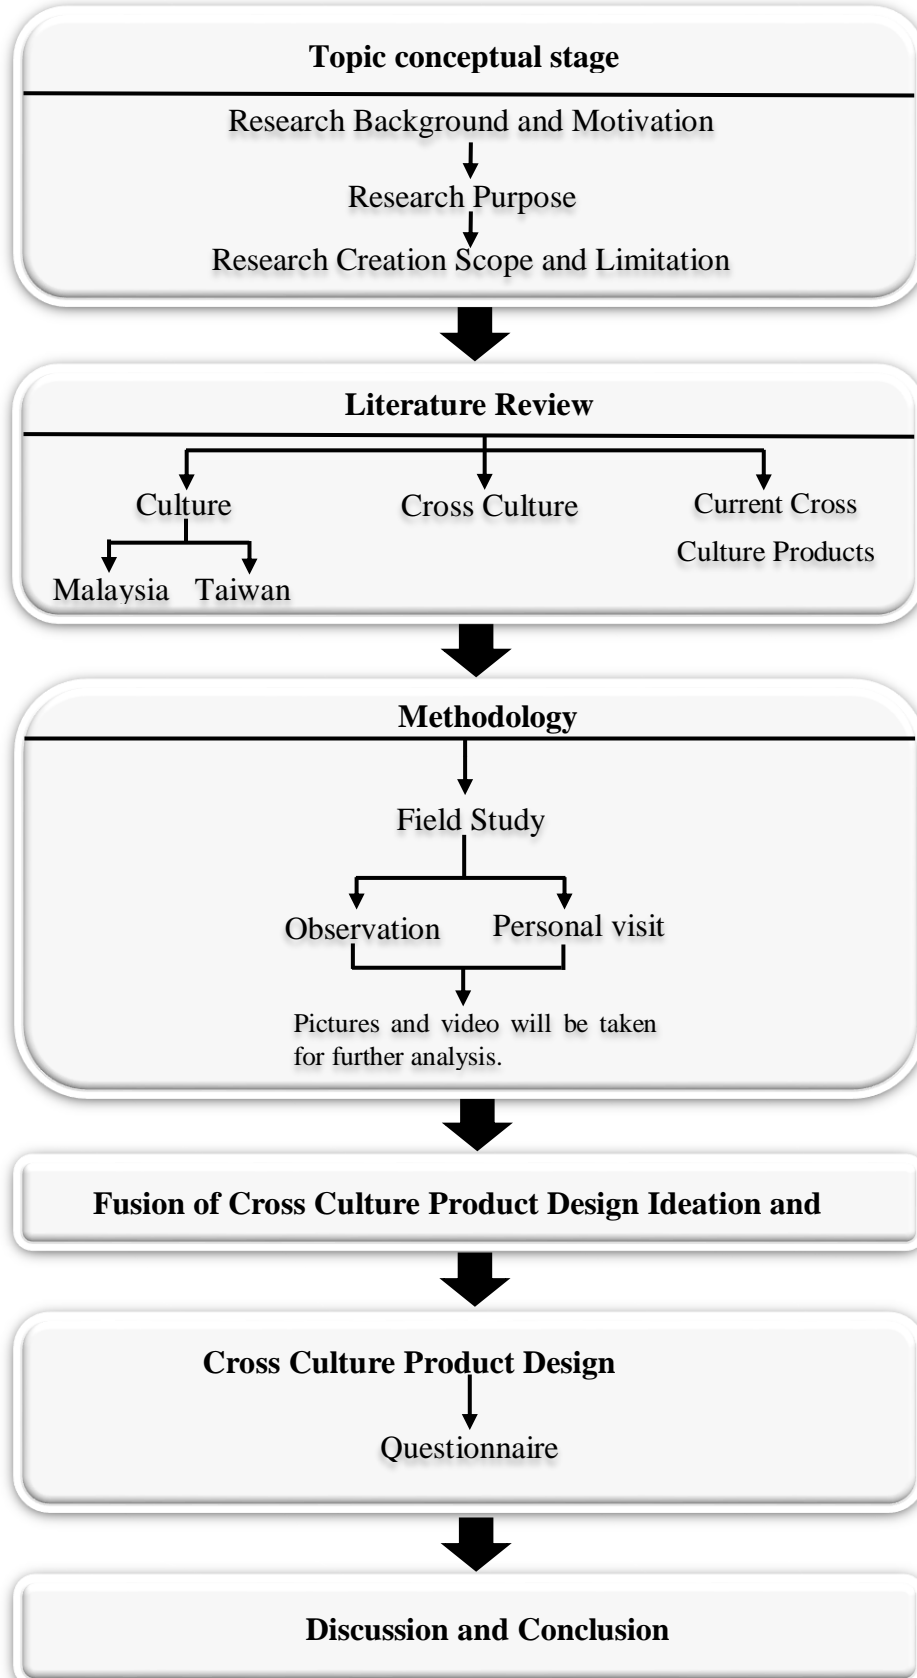 Topic conceptual stage
Research Background and Motivation
Research Purpose
Research Creation Scope and Limitation
Literature Review
Culture
Cross Culture
Current Cross
Culture Products
Malaysia
Taiwan
Methodology
Field Study
Observation
Personal visit
Pictures and video will be taken
for further analysis.
Fusion of Cross Culture Product Design Ideation and
Cross Culture Product Design
Questionnaire
Discussion and Conclusion